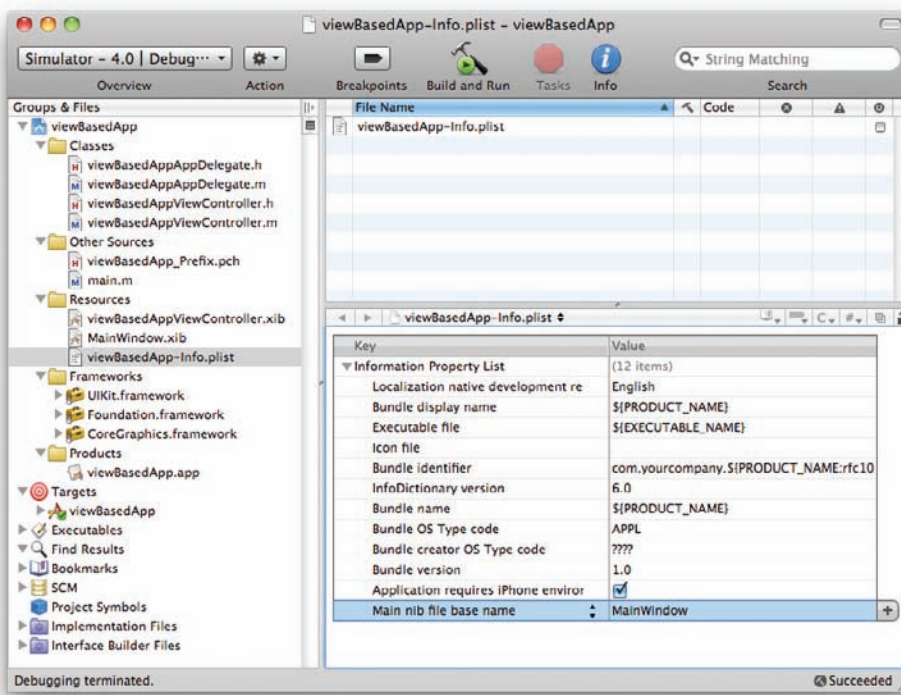 viewBasedApp-Info.plist - viewBasedApp
Simulator - 4.0 | Debug···
String Matching
Overview
Action
Breakpoints
Build and Run
Tasks
Info
Search
Groups & Files
viewBasedApp
Classes
viewBasedAppAppDelegate.h
viewBasedAppAppDelegate.m
viewBasedAppViewController.h
viewBasedAppViewController.m
Other Sources
viewBasedApp_Prefix.pch
main.m
Resources
viewBasedAppViewController.xib
MainWindow.xib
viewBasedApp-Info.plist
Frameworks
UIKit.framework
Foundation.framework
CoreGraphics.framework
Products
viewBasedApp.app
Targets
viewBasedApp
Executables
Find Results
Bookmarks
SCM
Project Symbols
Implementation Files
Interface Builder Files
File Name
Code
viewBasedApp-Info.plist
viewBasedApp-Info.plist
C
#
Key Value
Information Property List (12 items)
Localization native development re English
Bundle display name ${PRODUCT_NAME}
Executable file ${EXECUTABLE_NAME}
Icon file
Bundle identifier com.yourcompany.${PRODUCT_NAME:rfc10
InfoDictionary version 6.0
Bundle name ${PRODUCT_NAME}
Bundle OS Type code APPL
Bundle creator OS Type code ????
Bundle version 1.0
Application requires iPhone environ
Main nib file base name MainWindow
Debugging terminated.
Succeeded